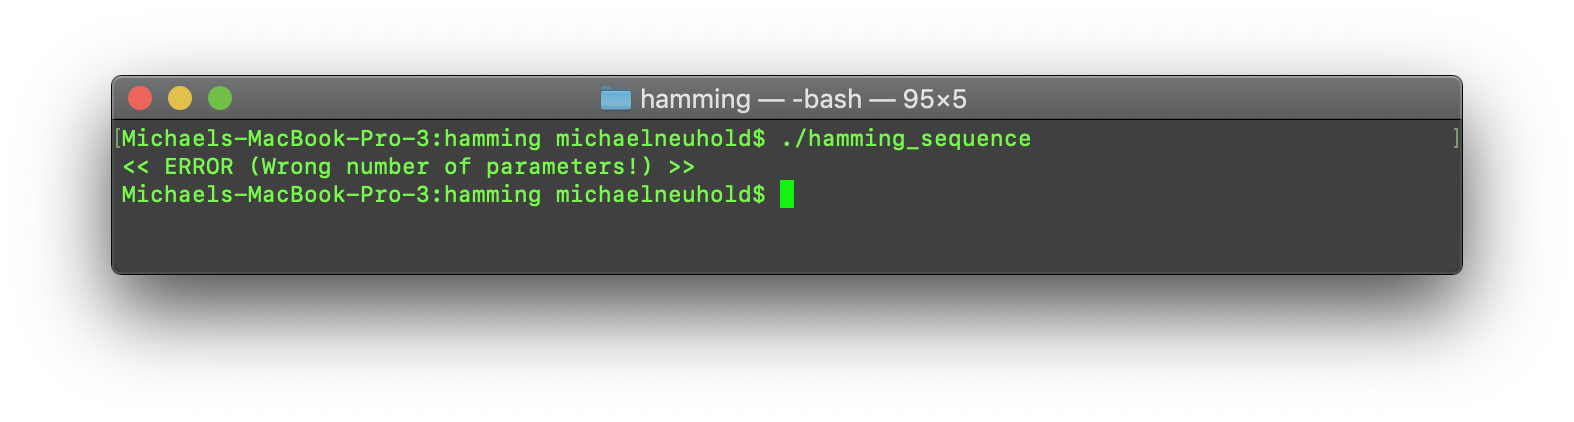 hamming — -bash — 95×5
[Michaels-MacBook-Pro-3:hamming michaelneuhold$ ./hamming_sequence ]
<< ERROR (Wrong number of parameters!) >>
Michaels-MacBook-Pro-3:hamming michaelneuhold$